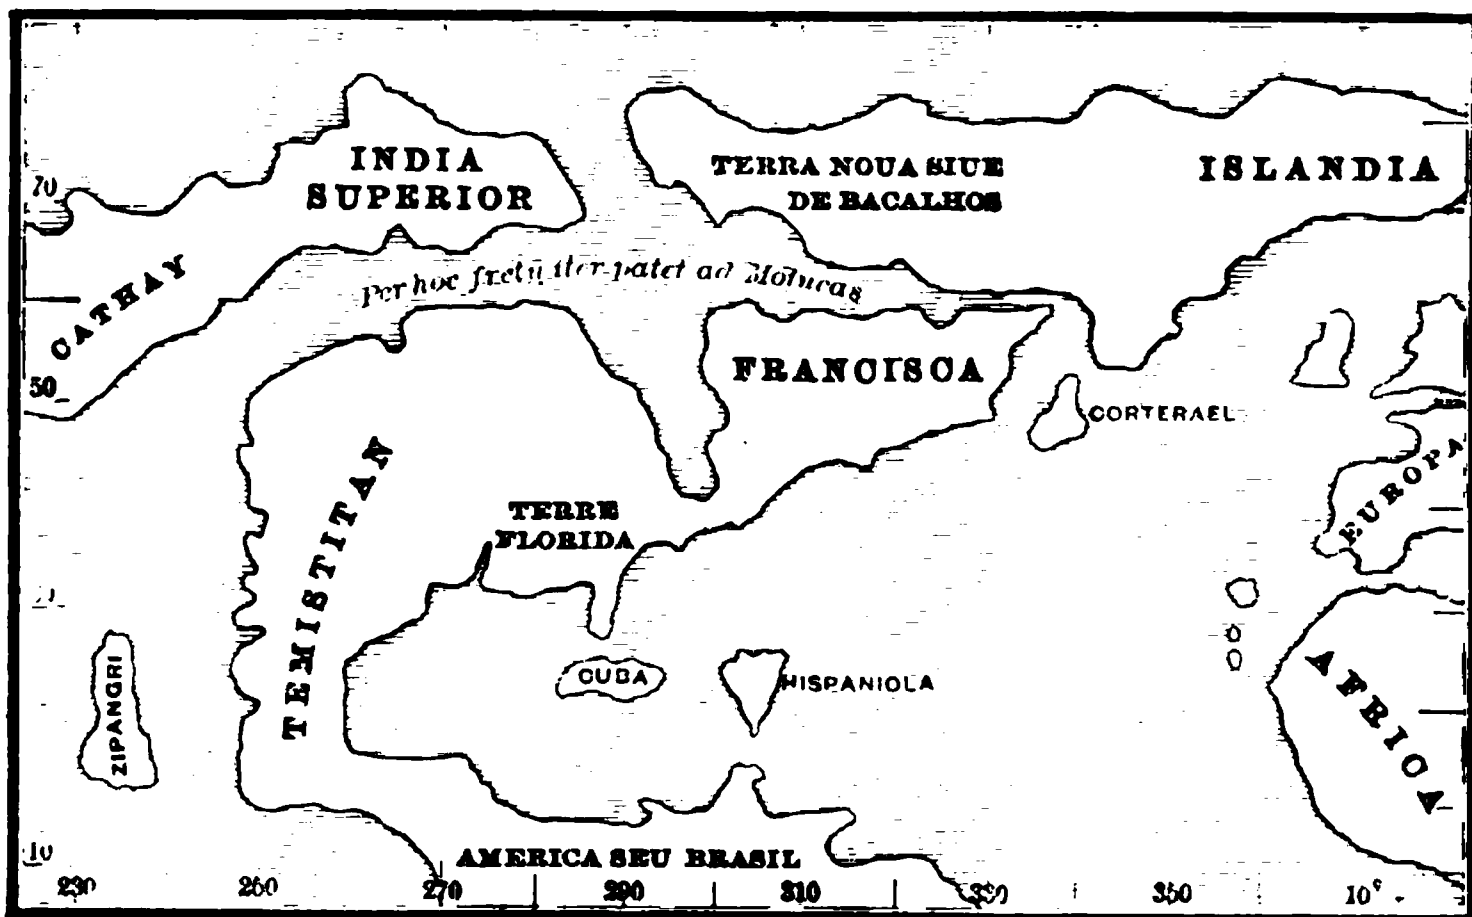 INDIA
SUPERIOR
TERRA NOUA SIUE
DE BACALHOS
ISLANDIA
70
CATHAY
Per hoc fretu iter patet ad Molucas
50
FRANCISCA
CORTERAEL
EUROPA
TERRE
FLORIDA
TEMISTITAN
ZIPANGRI
CUBA
HISPANIOLA
AFRICA
10
AMERICA SEU BRASIL
230
250
270
290
310
330
350
10°